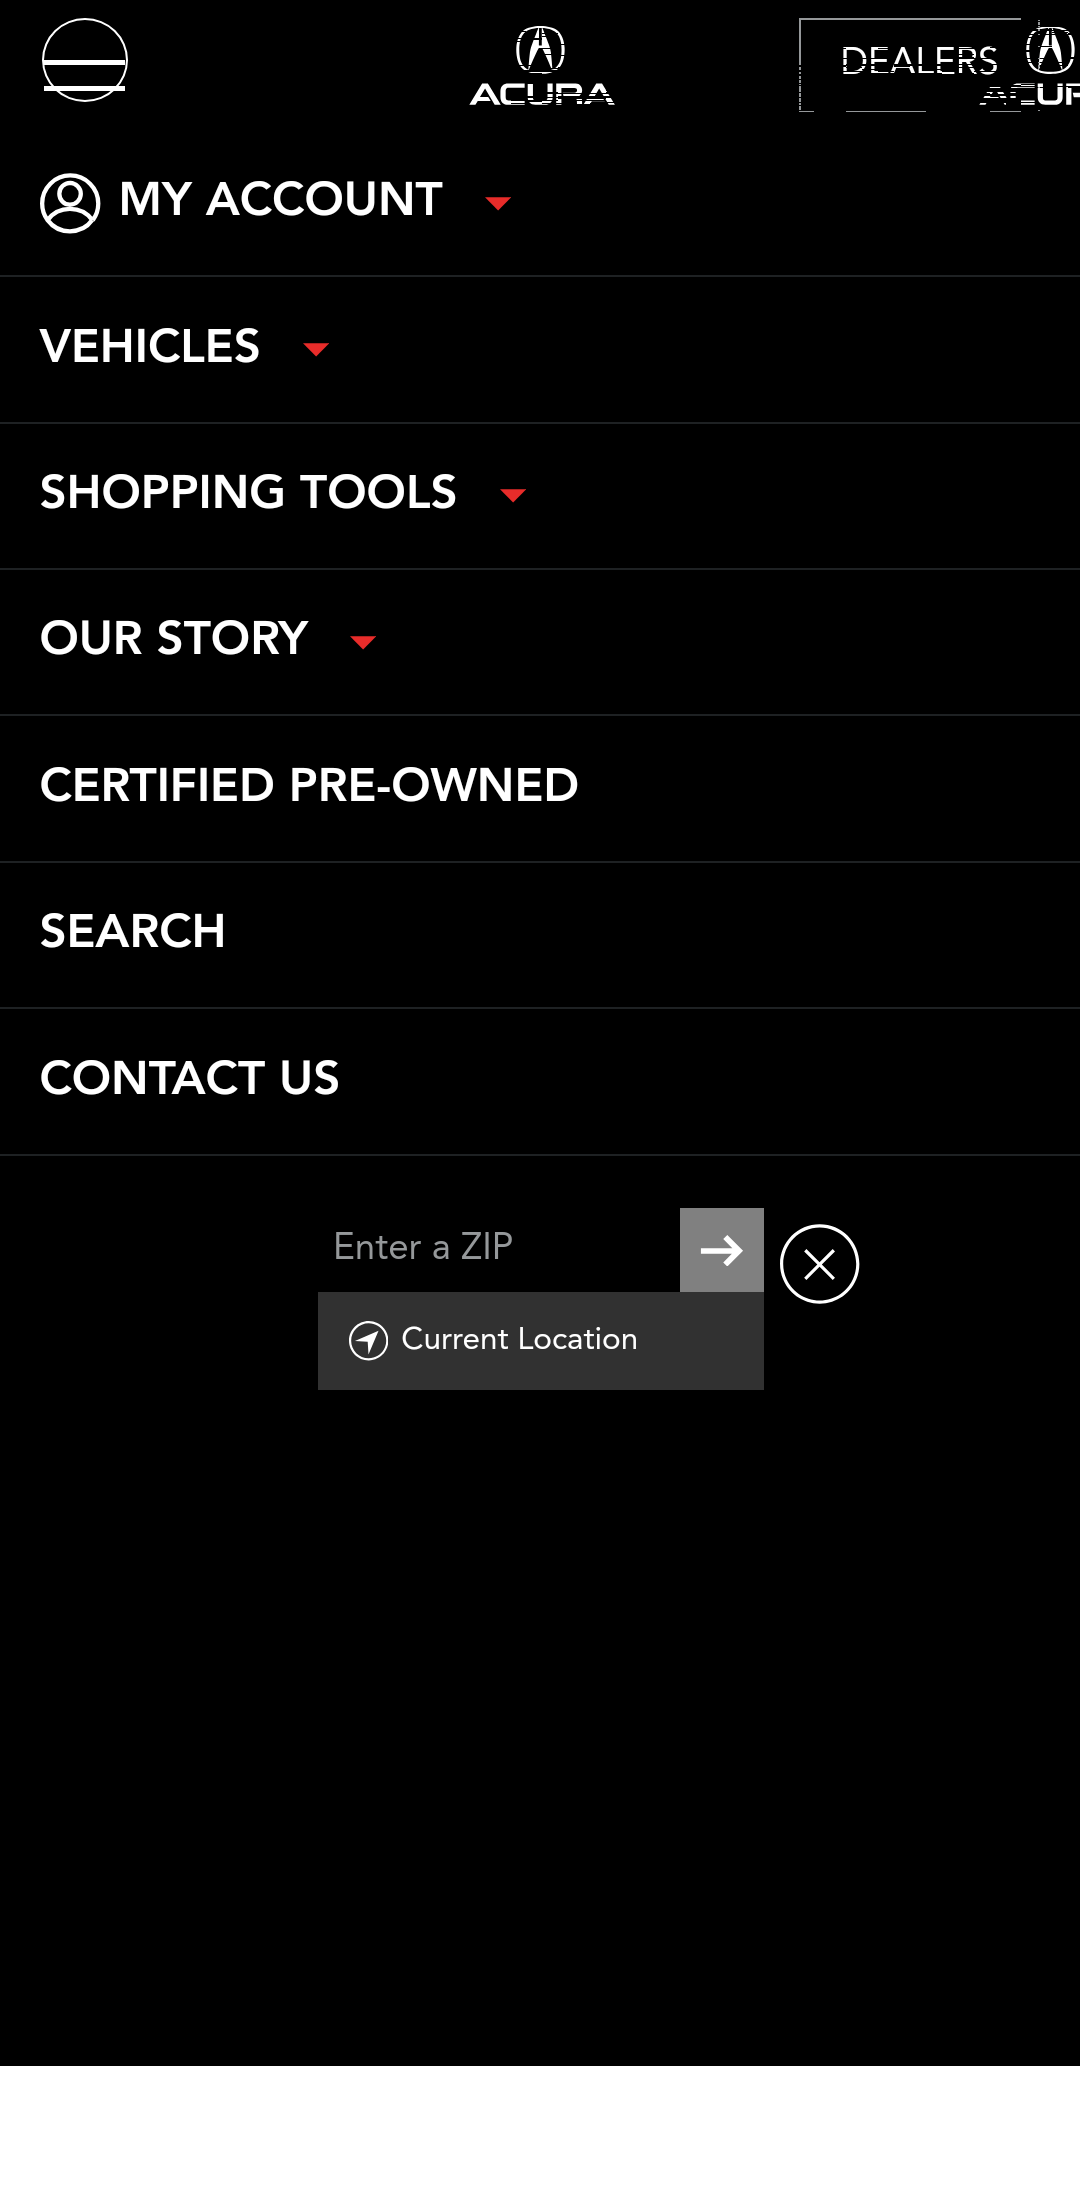 ACURA
DEALERS
MY ACCOUNT
VEHICLES
SHOPPING TOOLS
OUR STORY
CERTIFIED PRE-OWNED
SEARCH
CONTACT US
Enter a ZIP
Current Location